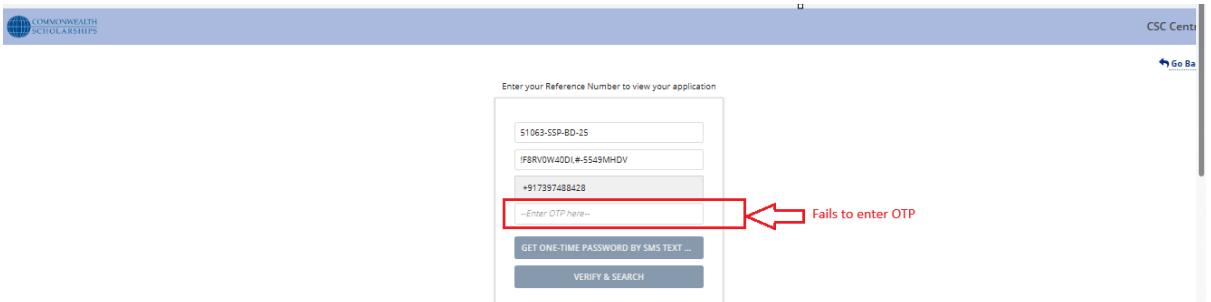 COMMONWEALTH
SCHOLARSHIPS
CSC Cent
Go Ba
Enter your Reference Number to view your application
51063-SSP-BD-25
!F8RV0W40DI,#-5549MHDV
+917397488428
--Enter OTP here--
Fails to enter OTP
GET ONE-TIME PASSWORD BY SMS TEXT ...
VERIFY & SEARCH